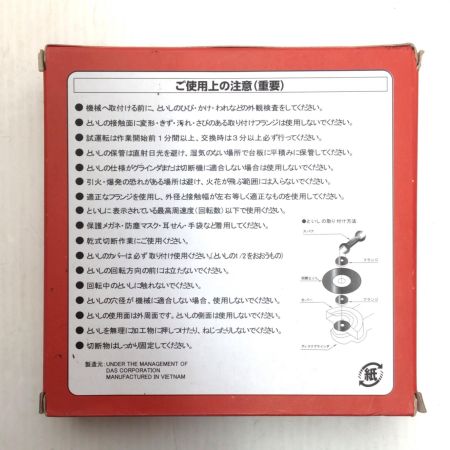 ご使用上の注意(重要)
● 機械へ取付ける前に、といしのひび・かけ・われなどの外観検査をしてください。
● といしの接触面に変形・きず・汚れ・さびのある取付けフランジは使用しないでください。
● 試運転は作業開始前1分間以上、交換時は3分以上必ず行ってください。
● といしの保管は直射日光を避け、湿気のない場所で台板に平積みに保管してください。
● といしの仕様がグラインダまたは切断機に適合しない場合は使用しないでください。
● 引火・爆発の恐れがある場所は避け、火花が飛ぶ範囲には入らないでください。
● 適正なフランジを使用し、外径と接触幅が左右等しく適正なものを使用してください。
● といしに表示されている最高周速度(回転数)以下で使用ください。
● 保護メガネ・防塵マスク・耳せん・手袋など着用してください。
● 乾式切断作業にご使用ください。
● といしのカバーは必ず取り付け使用ください。(といしの1/2をおおうもの)
● といしの回転方向の前には立たないでください。
● 回転中のといしに触れないでください。
● といしの穴径が機械に適合しない場合、使用しないでください。
● といしの使用面は外周面です。といしの側面は使用しないでください。
● といしを無理に加工物に押しつけたり、ねじったりしないでください。
● 切断物はしっかり固定してください。
●といしの取り付け方法
スパナ
フランジ
フランジ
カバー
ディスクグラインダー
製造元: UNDER THE MANAGEMENT OF
DAS CORPORATION
MANUFACTURED IN VIETNAM
紙